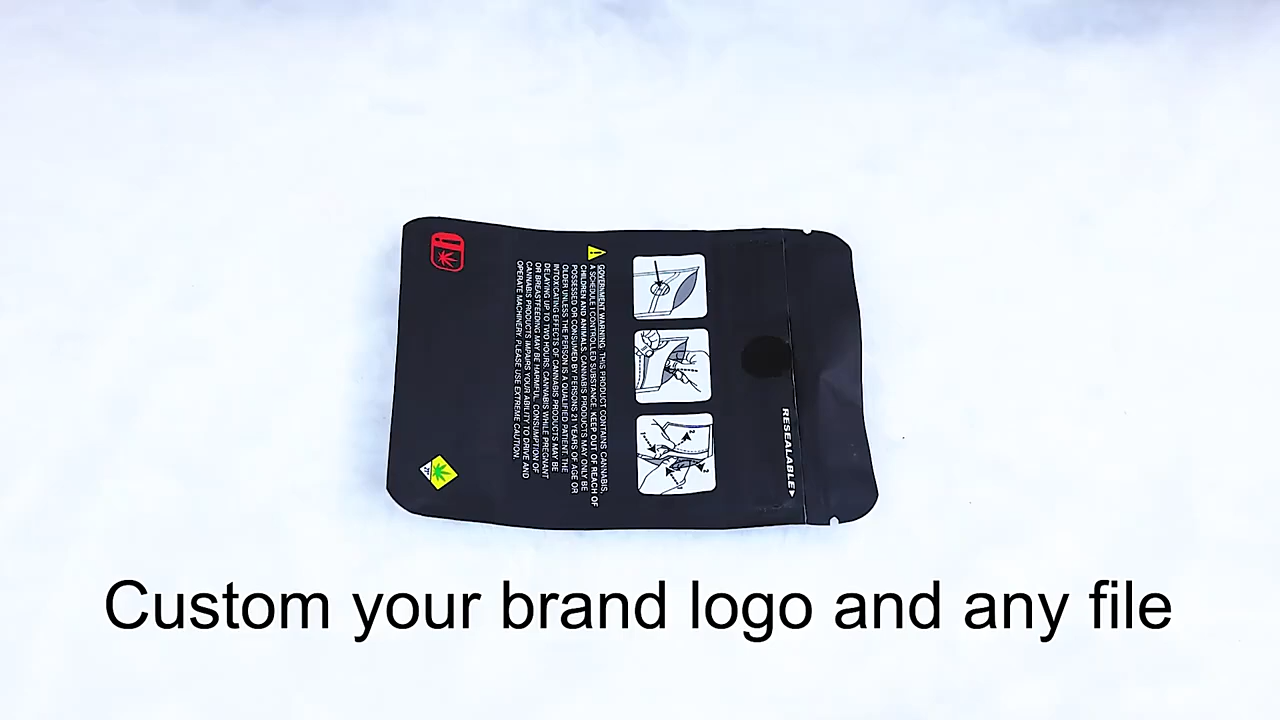 GOVERNMENT WARNING: THIS PRODUCT CONTAINS CANNABIS,
A SCHEDULE I CONTROLLED SUBSTANCE. KEEP OUT OF REACH OF
CHILDREN AND ANIMALS. CANNABIS PRODUCTS MAY ONLY BE
POSSESSED OR CONSUMED BY PERSONS 21 YEARS OF AGE OR
OLDER UNLESS THE PERSON IS A QUALIFIED PATIENT. THE
INTOXICATING EFFECTS OF CANNABIS PRODUCTS MAY BE
DELAYED UP TO TWO HOURS. CANNABIS WHILE PREGNANT
OR BREASTFEEDING MAY BE HARMFUL. CONSUMPTION OF
CANNABIS PRODUCTS IMPAIRS YOUR ABILITY TO DRIVE AND
OPERATE MACHINERY. PLEASE USE EXTREME CAUTION.
RESEALABLE
Custom your brand logo and any file